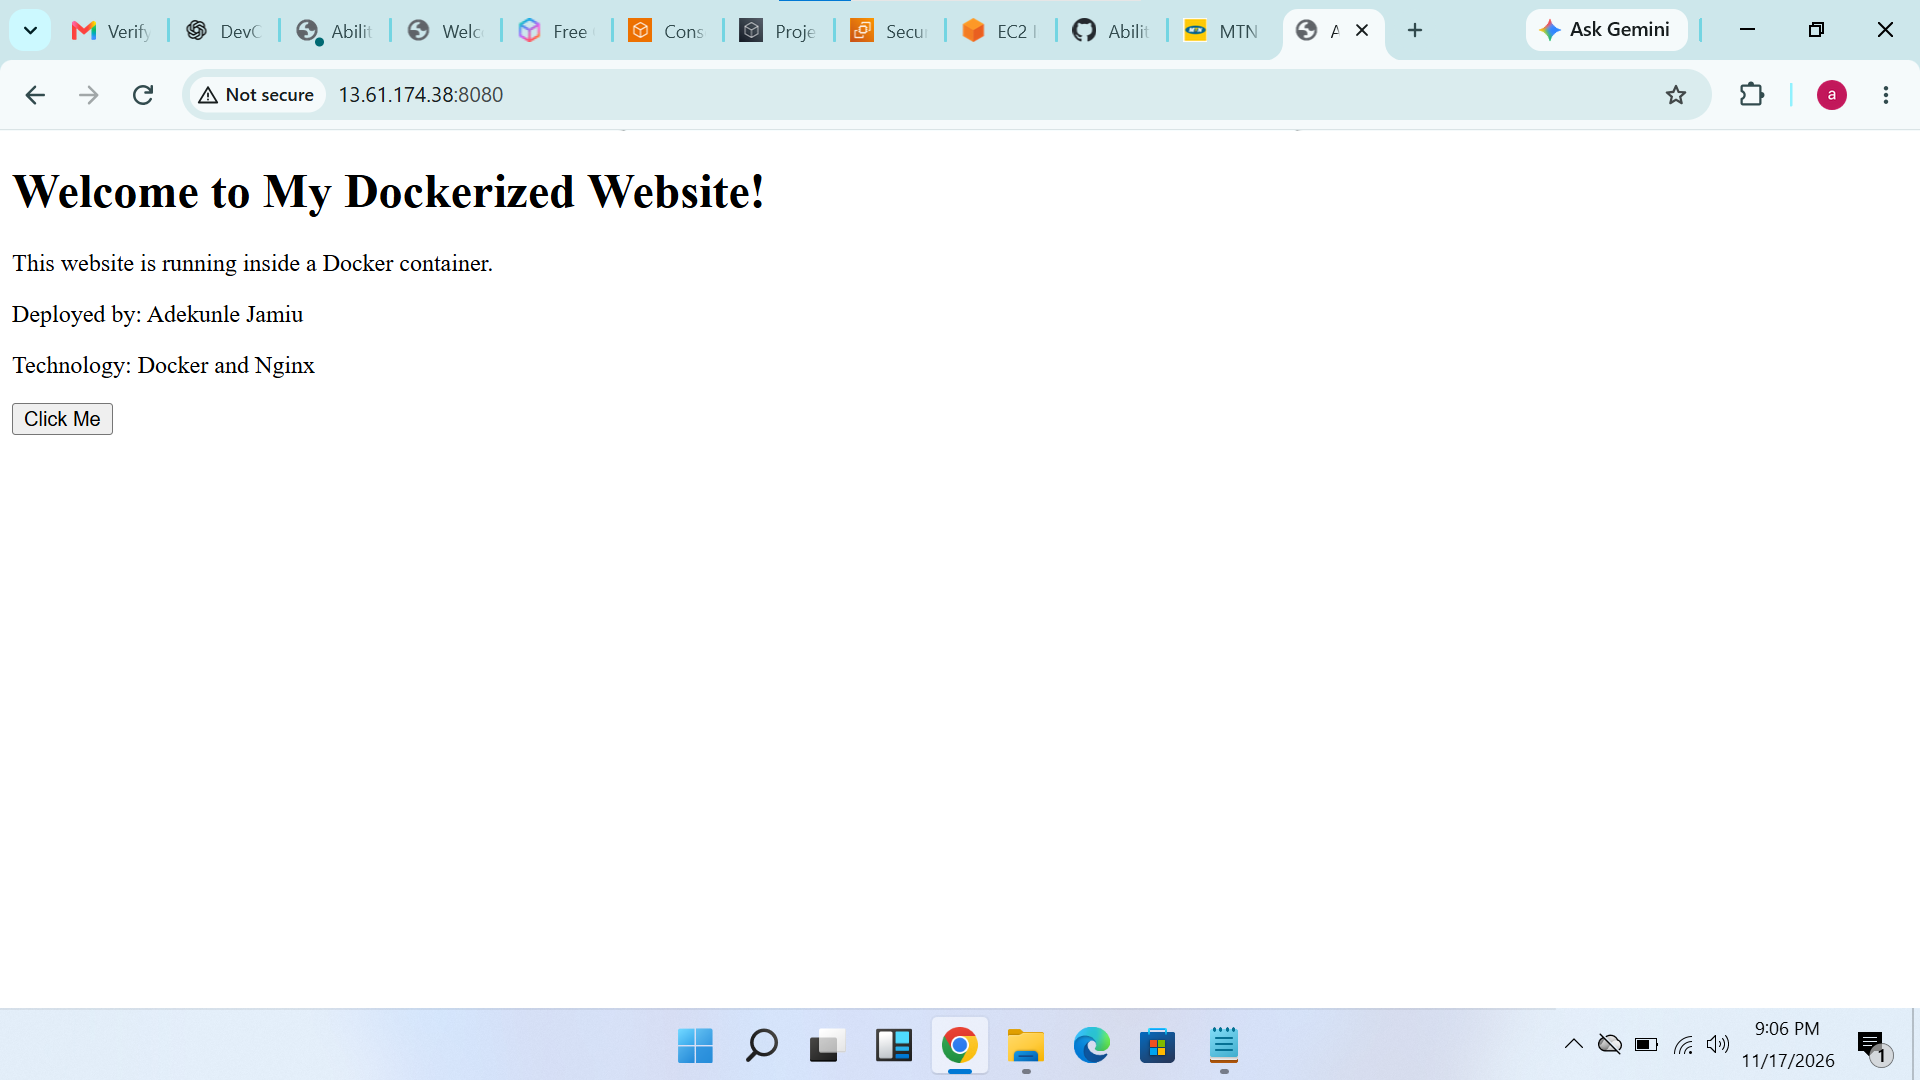 Verify
DevO
Abilit
Welc
Free
Cons
Proje
Secu
EC2 I
Abilit
MTN
A
Ask Gemini
Not secure
13.61.174.38:8080
a
Welcome to My Dockerized Website!
This website is running inside a Docker container.
Deployed by: Adekunle Jamiu
Technology: Docker and Nginx
Click Me
9:06 PM
11/17/2026
1